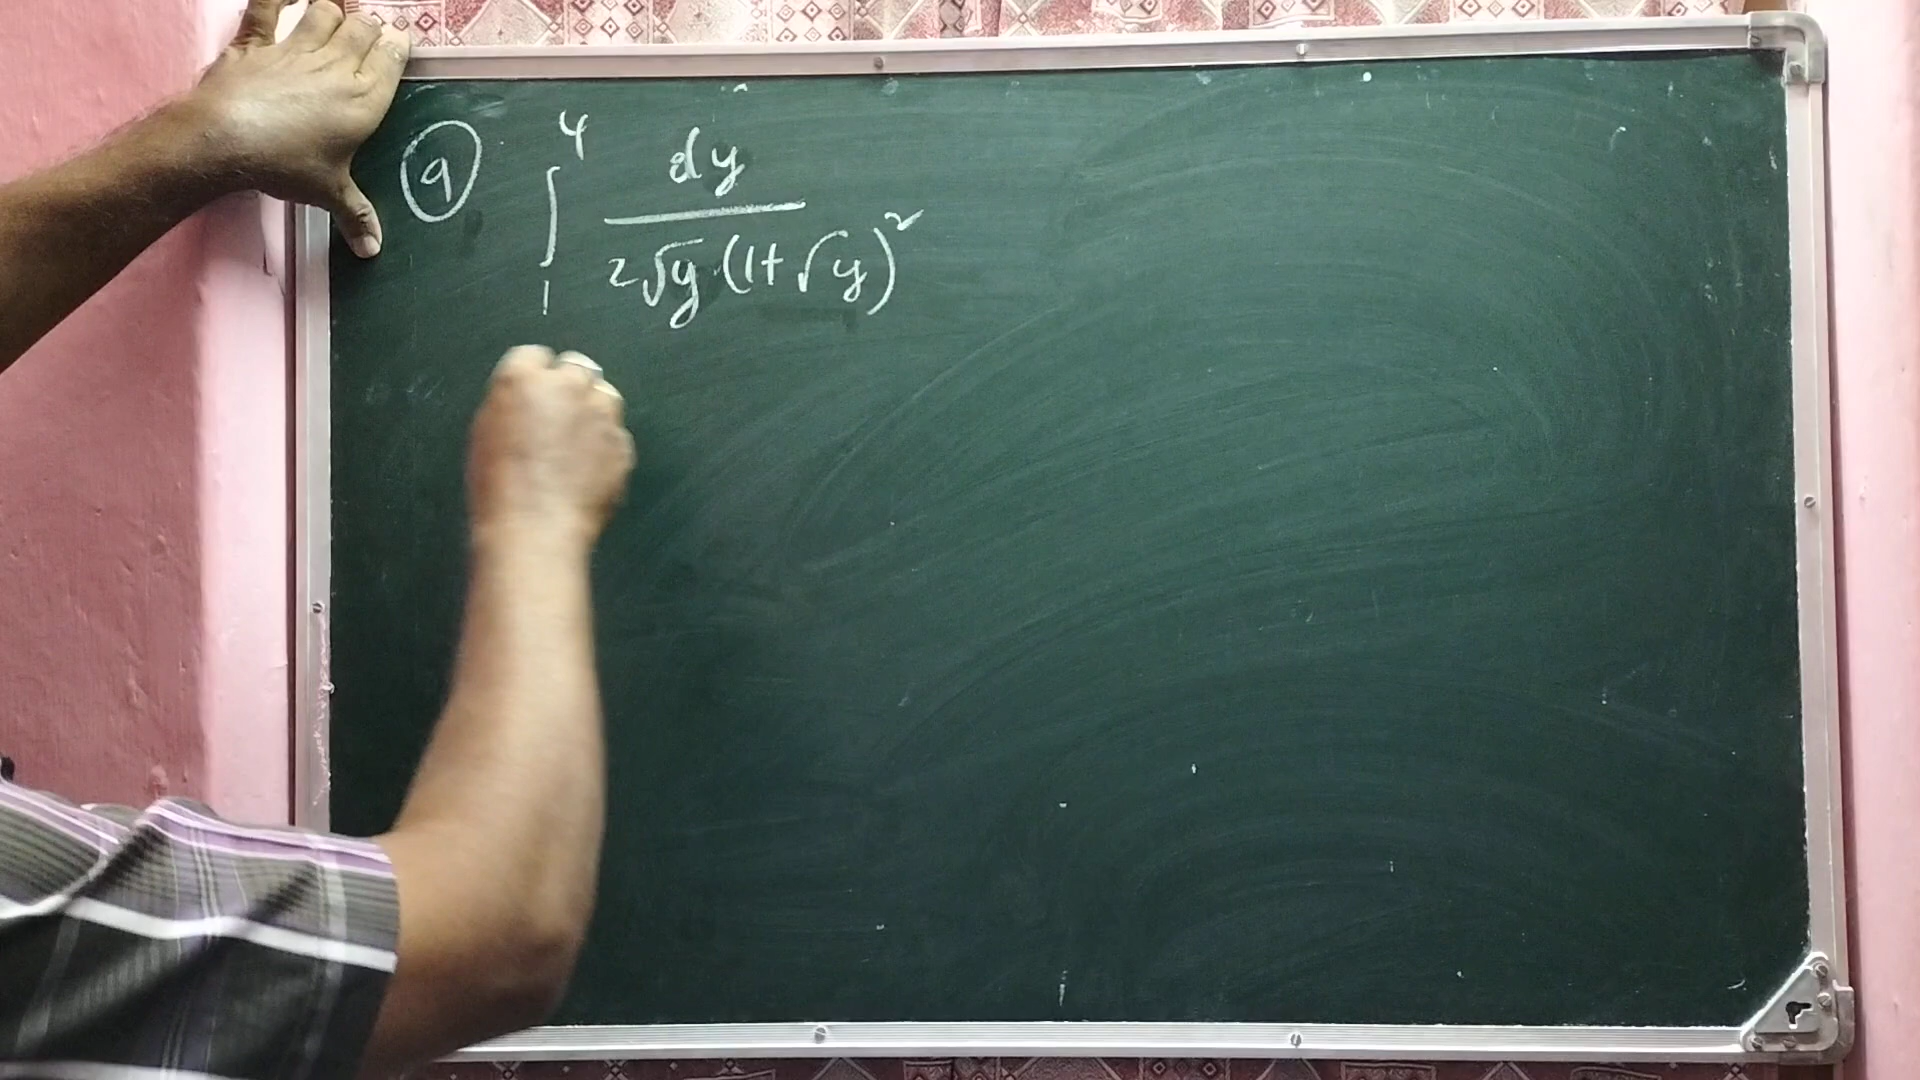 9 ∫₁⁴ dy / 2√y (1+√y)²